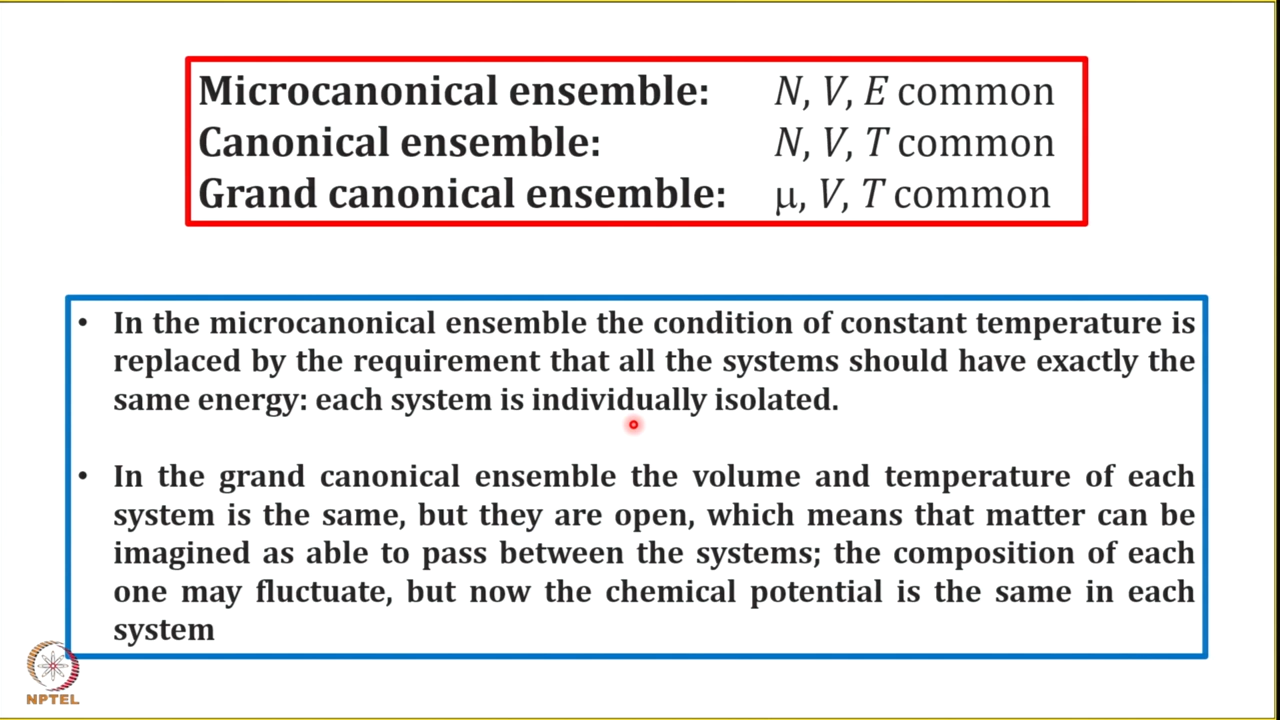 Microcanonical ensemble: N, V, E common
Canonical ensemble: N, V, T common
Grand canonical ensemble: μ, V, T common
• In the microcanonical ensemble the condition of constant temperature is
replaced by the requirement that all the systems should have exactly the
same energy: each system is individually isolated.
• In the grand canonical ensemble the volume and temperature of each
system is the same, but they are open, which means that matter can be
imagined as able to pass between the systems; the composition of each
one may fluctuate, but now the chemical potential is the same in each
system
NPTEL